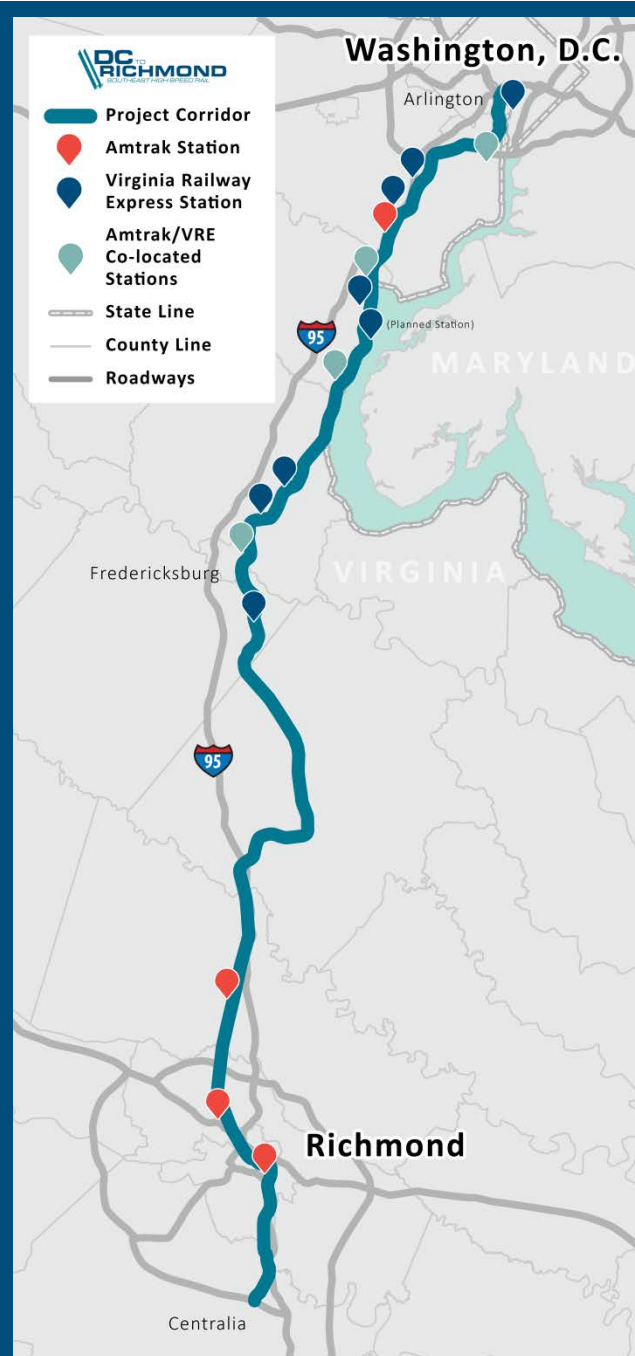 DC TO
RICHMOND
SOUTHEAST HIGH SPEED RAIL
Project Corridor
Amtrak Station
Virginia Railway
Express Station
Amtrak/VRE
Co-located
Stations
State Line
County Line
Roadways
Washington, D.C.
Arlington
(Planned Station)
95
MARYLAND
VIRGINIA
Fredericksburg
95
Richmond
Centralia